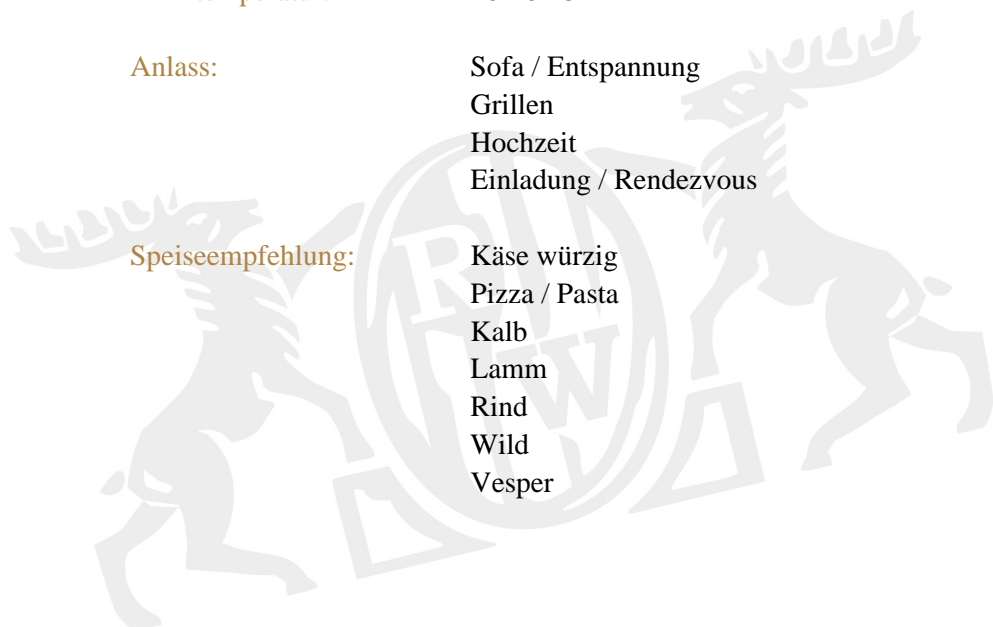 Anlass: Sofa / Entspannung
Grillen
Hochzeit
Einladung / Rendezvous
Speiseempfehlung: Käse würzig
Pizza / Pasta
Kalb
Lamm
Rind
Wild
Vesper
R
W